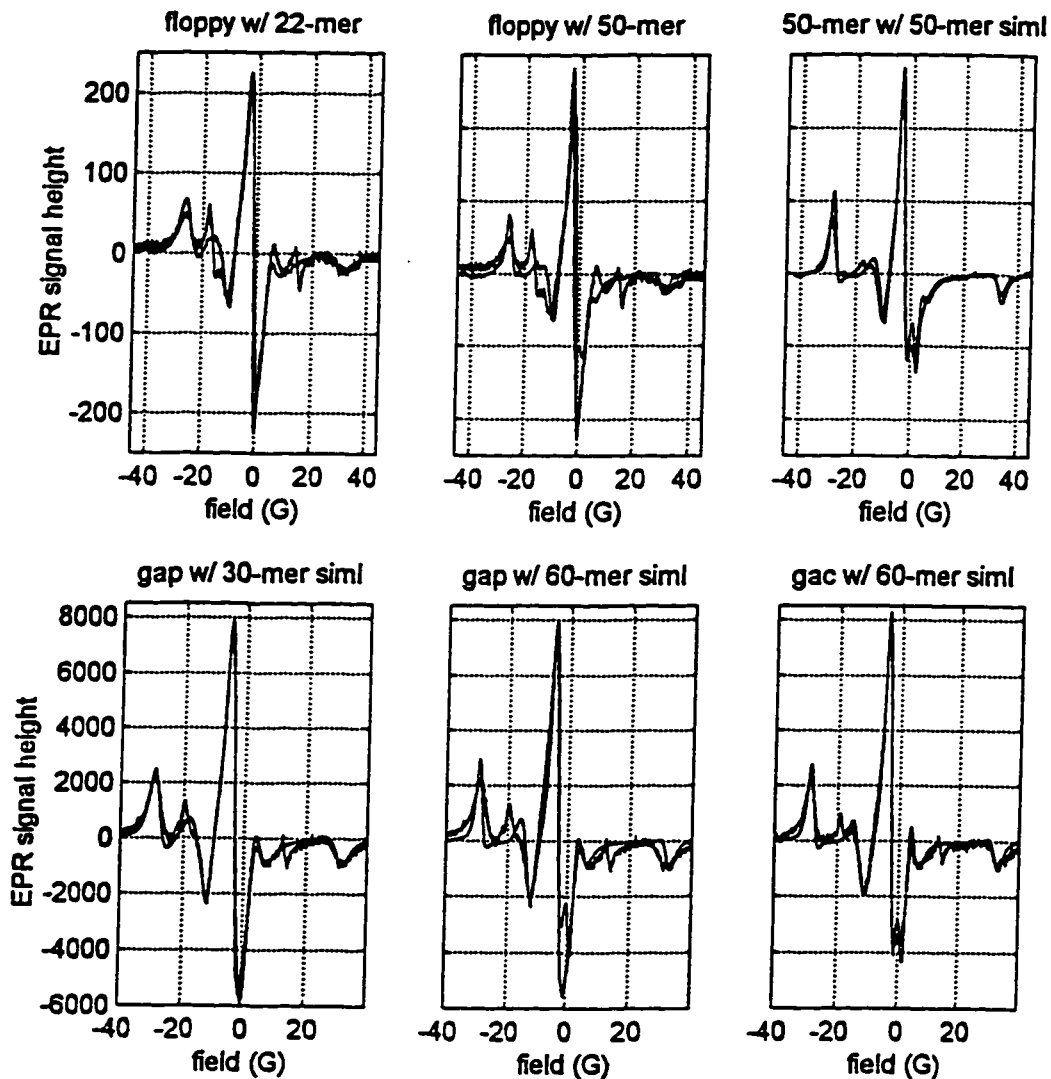 floppy w/ 22-mer
floppy w/ 50-mer
50-mer w/ 50-mer siml
EPR signal height
200
100
0
-100
-200
-40 -20 0 20 40
field (G)
-40 -20 0 20 40
field (G)
-40 -20 0 20 40
field (G)
gap w/ 30-mer siml
gap w/ 60-mer siml
gac w/ 60-mer siml
EPR signal height
8000
6000
4000
2000
0
-2000
-4000
-6000
-40 -20 0 20
field (G)
-40 -20 0 20
field (G)
-40 -20 0 20
field (G)